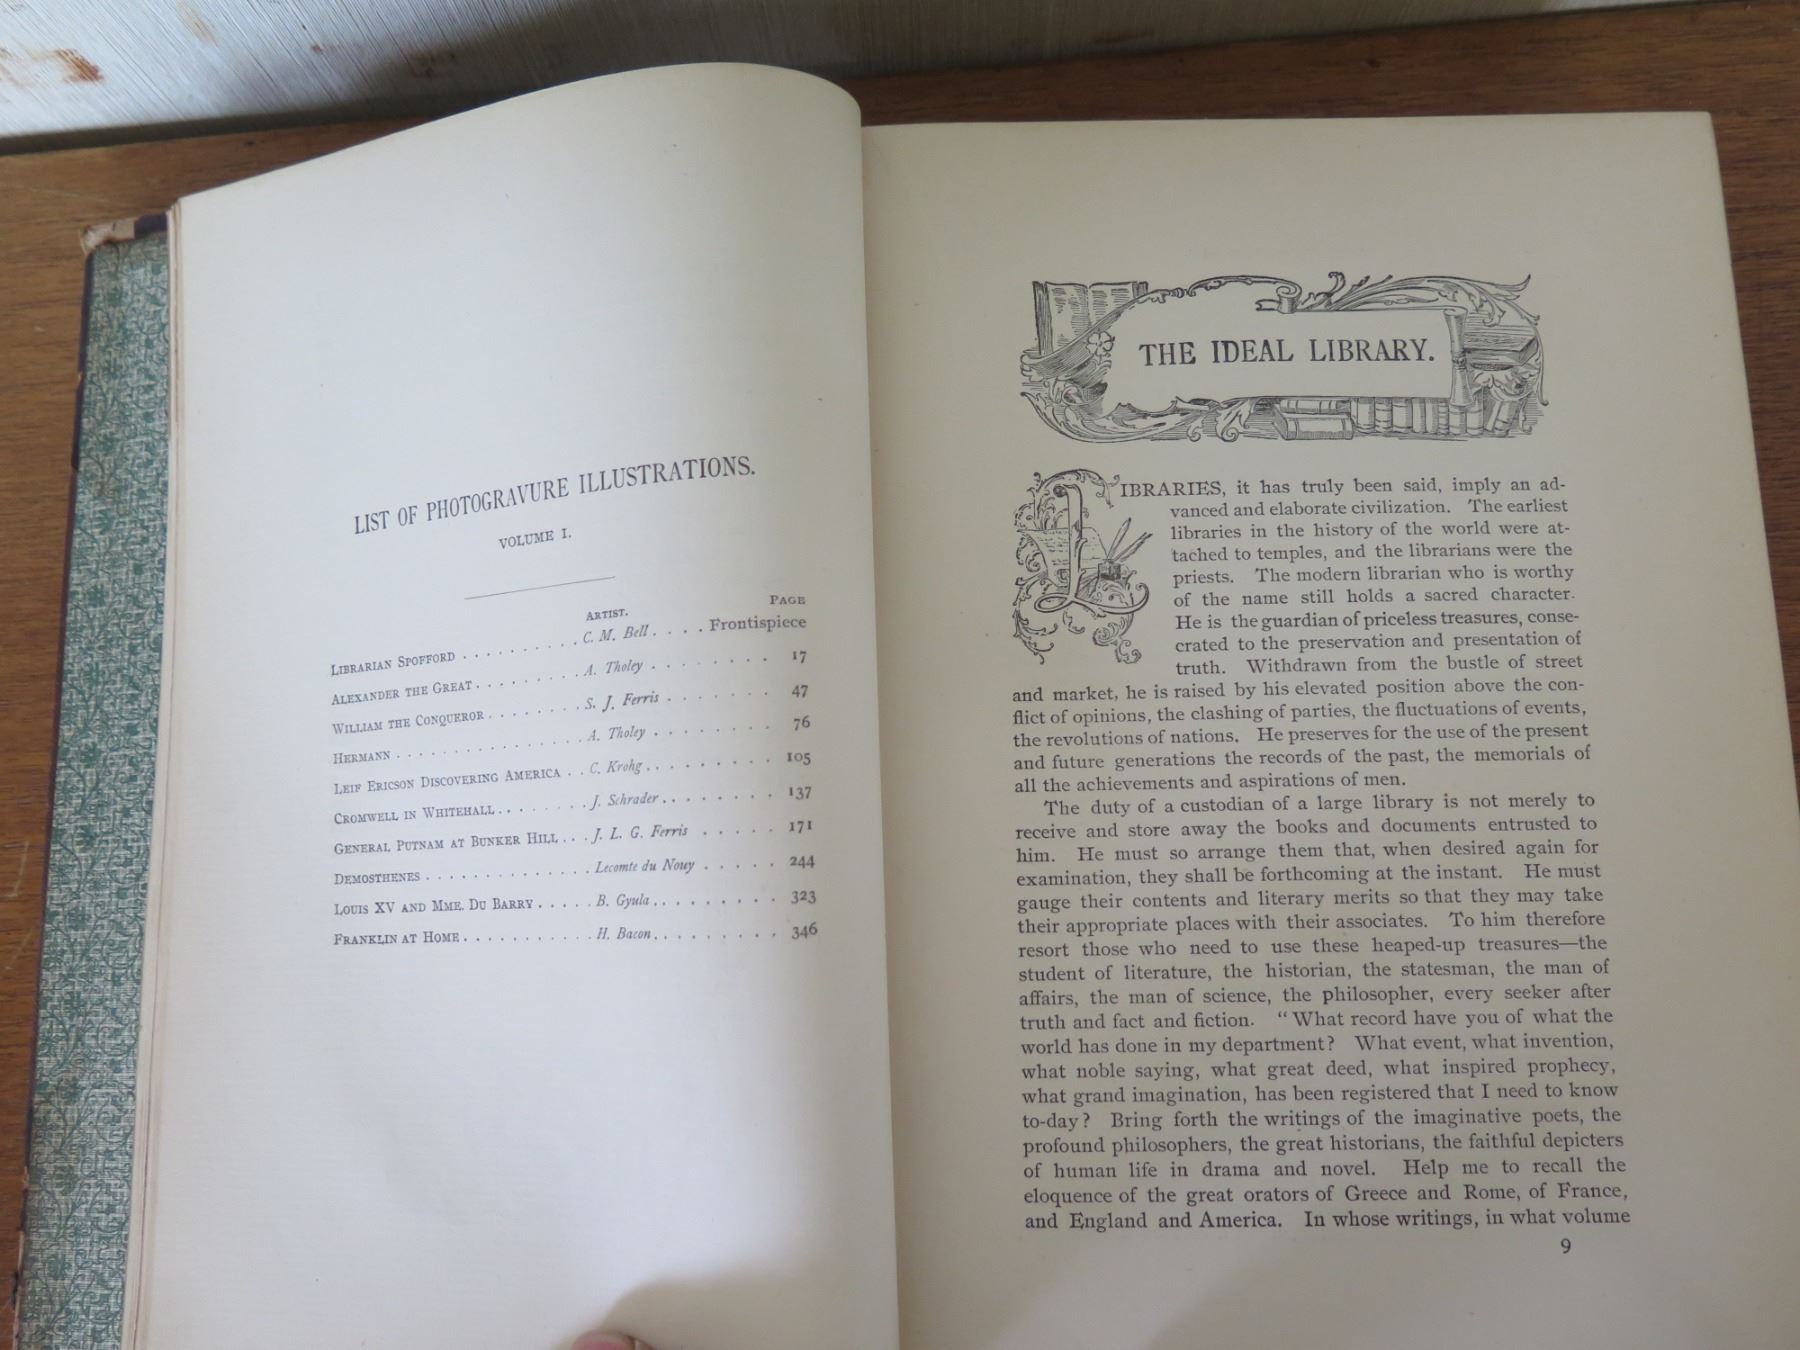 LIST OF PHOTOGRAVURE ILLUSTRATIONS.
VOLUME I.
ARTIST. PAGE
LIBRARIAN SPOFFORD . . . . . . . . . . C. M. Bell . . . . Frontispiece
ALEXANDER THE GREAT . . . . . . . . . A. Tholey . . . . . . . . 17
WILLIAM THE CONQUEROR . . . . . . . . S. J. Ferris . . . . . . . 47
HERMANN . . . . . . . . . . . . . . . . A. Tholey . . . . . . . . 76
LEIF ERICSON DISCOVERING AMERICA . . C. Krohg . . . . . . . . 105
CROMWELL IN WHITEHALL . . . . . . . . J. Schrader . . . . . . . . 137
GENERAL PUTNAM AT BUNKER HILL . . . J. L. G. Ferris . . . . . 171
DEMOSTHENES . . . . . . . . . . . . . . Lecomte du Nouy . . . . . 244
LOUIS XV AND MME. DU BARRY . . . . . B. Gyula . . . . . . . . . 323
FRANKLIN AT HOME . . . . . . . . . . . H. Bacon . . . . . . . . . 346
THE IDEAL LIBRARY.
LIBRARIES, it has truly been said, imply an ad-
vanced and elaborate civilization. The earliest
libraries in the history of the world were at-
tached to temples, and the librarians were the
priests. The modern librarian who is worthy
of the name still holds a sacred character.
He is the guardian of priceless treasures, conse-
crated to the preservation and presentation of
truth. Withdrawn from the bustle of street
and market, he is raised by his elevated position above the con-
flict of opinions, the clashing of parties, the fluctuations of events,
the revolutions of nations. He preserves for the use of the present
and future generations the records of the past, the memorials of
all the achievements and aspirations of men.
The duty of a custodian of a large library is not merely to
receive and store away the books and documents entrusted to
him. He must so arrange them that, when desired again for
examination, they shall be forthcoming at the instant. He must
gauge their contents and literary merits so that they may take
their appropriate places with their associates. To him therefore
resort those who need to use these heaped-up treasures—the
student of literature, the historian, the statesman, the man of
affairs, the man of science, the philosopher, every seeker after
truth and fact and fiction. “What record have you of what the
world has done in my department? What event, what invention,
what noble saying, what great deed, what inspired prophecy,
what grand imagination, has been registered that I need to know
to-day? Bring forth the writings of the imaginative poets, the
profound philosophers, the great historians, the faithful depicters
of human life in drama and novel. Help me to recall the
eloquence of the great orators of Greece and Rome, of France,
and England and America. In whose writings, in what volume
9